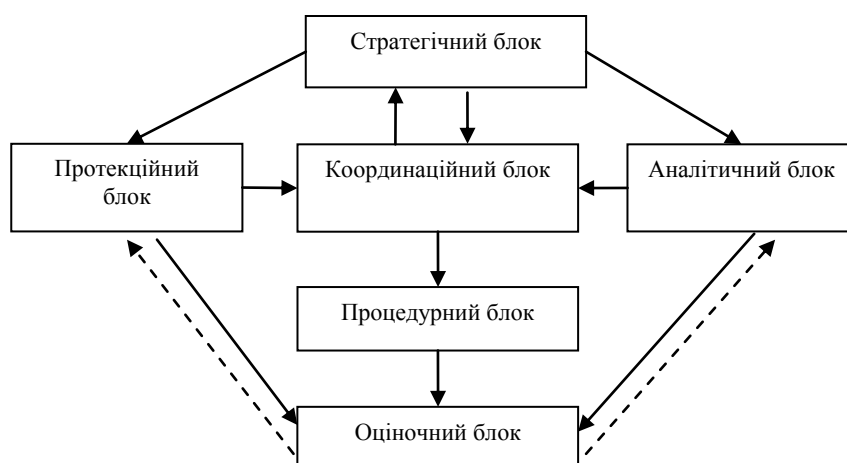 Стратегічний блок
Протекційний
блок
Координаційний блок
Аналітичний блок
Процедурний блок
Оціночний блок